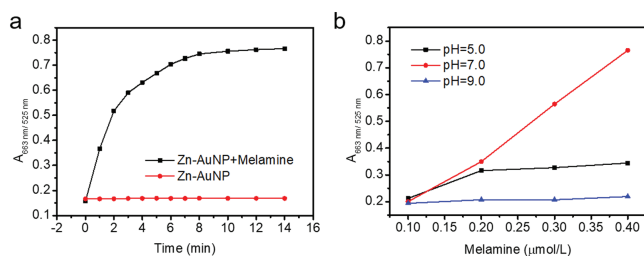 a
0.8
0.7
0.6
0.5
0.4
0.3
0.2
0.1
A663 nm/ 525 nm
Zn-AuNP+Melamine
Zn-AuNP
-2 0 2 4 6 8 10 12 14 16
Time (min)
b
0.8
0.7
0.6
0.5
0.4
0.3
0.2
A663 nm/ 525 nm
pH=5.0
pH=7.0
pH=9.0
0.10 0.15 0.20 0.25 0.30 0.35 0.40
Melamine (μmol/L)